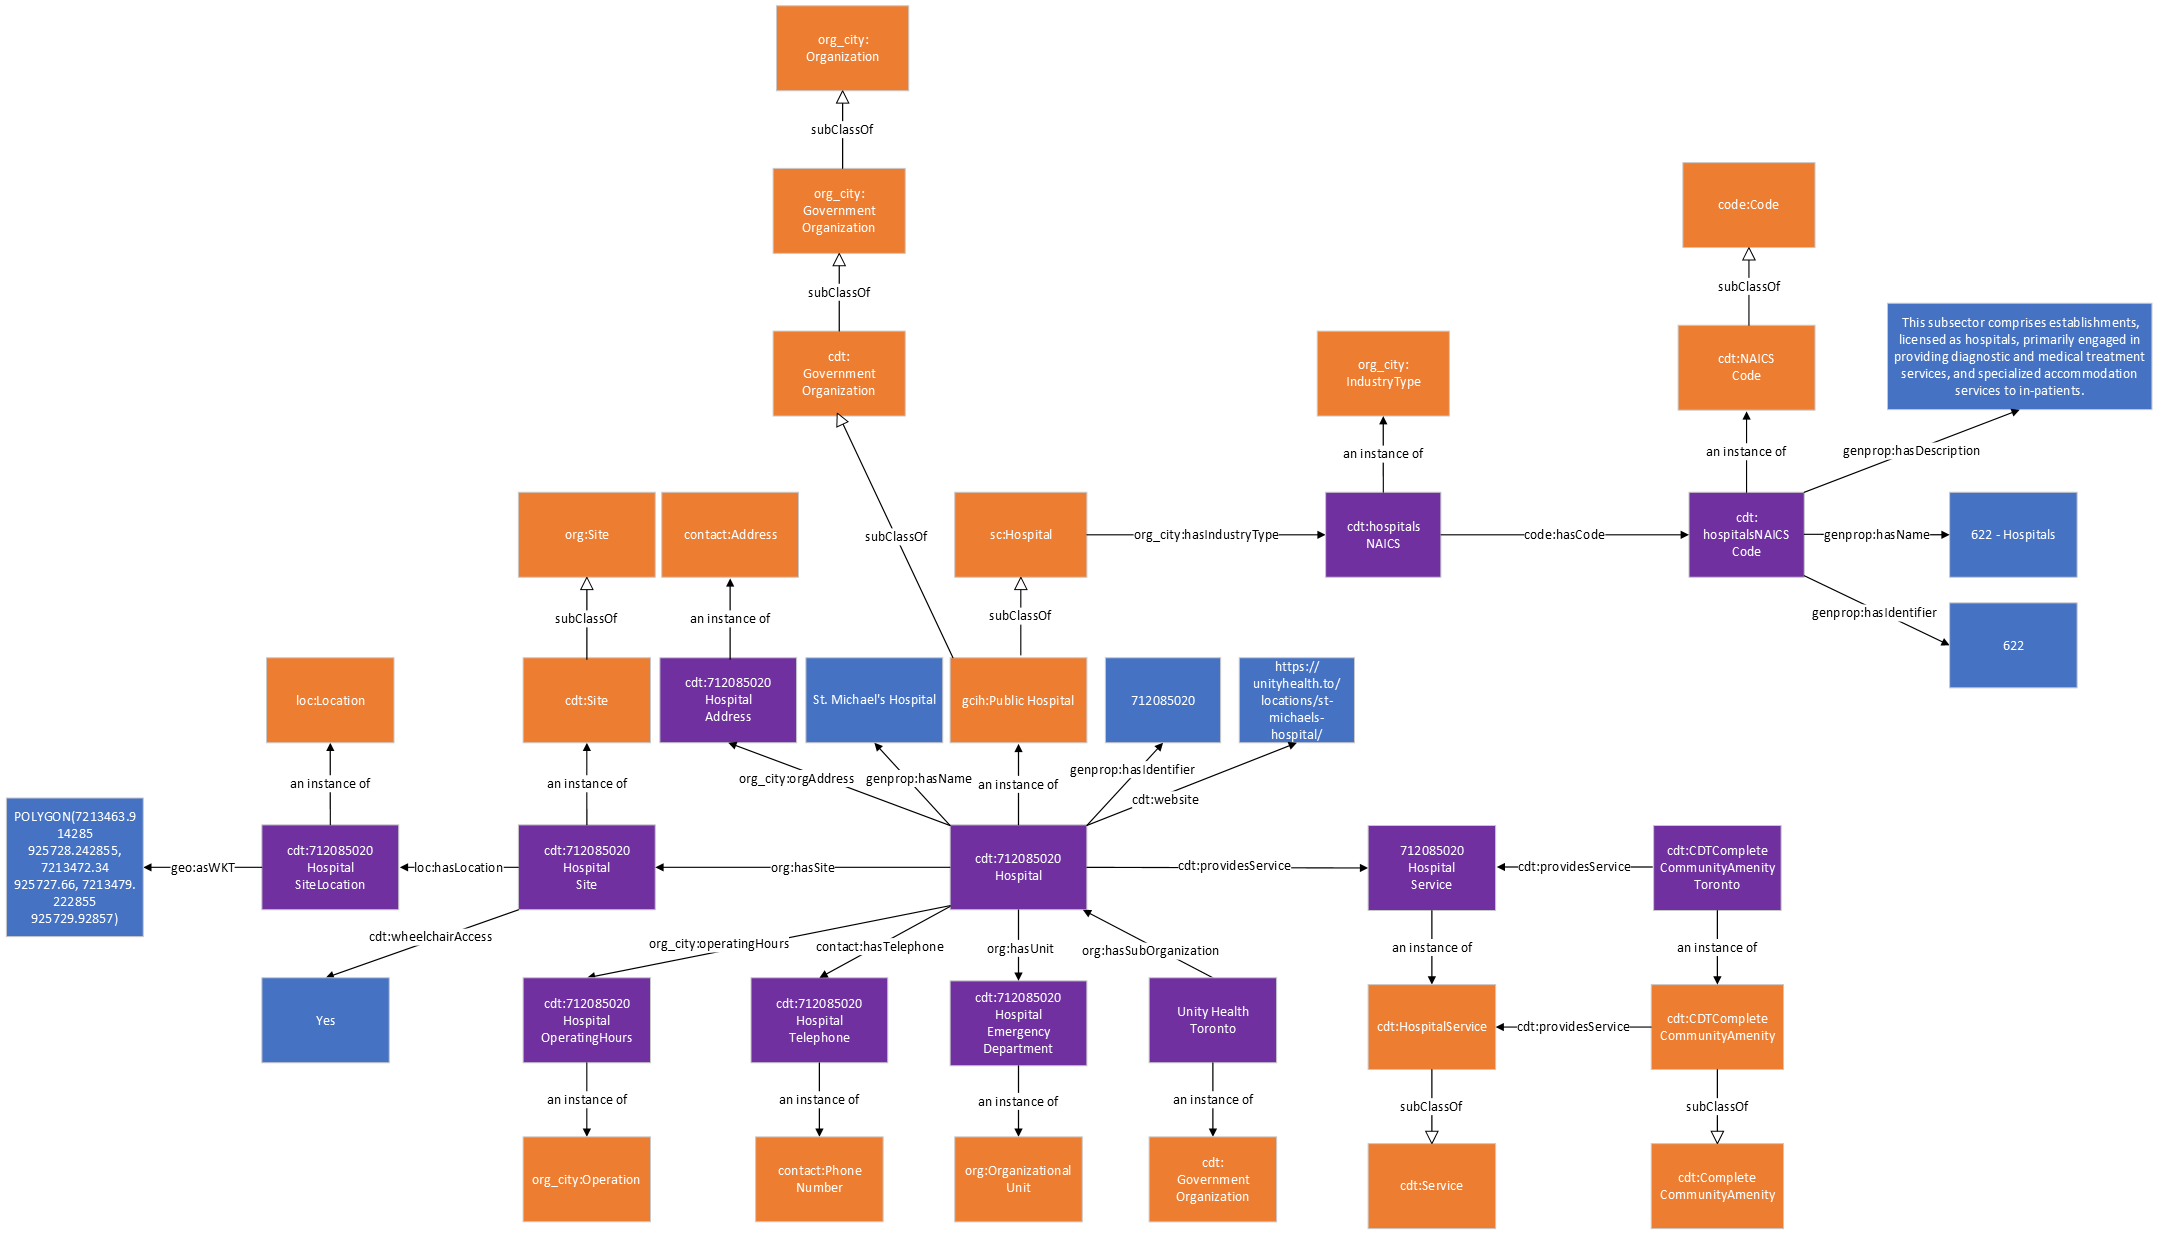 org_city:
Organization
subClassOf
org_city:
Government
Organization
subClassOf
cdt:
Government
Organization
subClassOf
code:Code
subClassOf
cdt:NAICS
Code
This subsector comprises establishments,
licensed as hospitals, primarily engaged in
providing diagnostic and medical treatment
services, and specialized accommodation
services to in-patients.
org_city:
IndustryType
an instance of
an instance of
genprop:hasDescription
org:Site
contact:Address
sc:Hospital
org_city:hasIndustryType
cdt:hospitals
NAICS
code:hasCode
cdt:
hospitalsNAICS
Code
genprop:hasName
622 - Hospitals
genprop:hasIdentifier
622
subClassOf
an instance of
subClassOf
loc:Location
cdt:Site
cdt:712085020
Hospital
Address
St. Michael's Hospital
gcih:Public Hospital
712085020
https://
unityhealth.to/
locations/st-
michaels-
hospital/
an instance of
an instance of
org_city:orgAddress
genprop:hasName
an instance of
genprop:hasIdentifier
cdt:website
POLYGON(7213463.9
14285
925728.242855,
7213472.34
925727.66, 7213479.
222855
925729.92857)
geo:asWKT
cdt:712085020
Hospital
SiteLocation
loc:hasLocation
cdt:712085020
Hospital
Site
org:hasSite
cdt:712085020
Hospital
cdt:providesService
712085020
Hospital
Service
cdt:providesService
cdt:CDTComplete
CommunityAmenity
Toronto
cdt:wheelchairAccess
org_city:operatingHours
contact:hasTelephone
org:hasUnit
org:hasSubOrganization
an instance of
an instance of
Yes
cdt:712085020
Hospital
OperatingHours
cdt:712085020
Hospital
Telephone
cdt:712085020
Hospital
Emergency
Department
Unity Health
Toronto
cdt:HospitalService
cdt:providesService
cdt:CDTComplete
CommunityAmenity
an instance of
an instance of
an instance of
an instance of
subClassOf
subClassOf
org_city:Operation
contact:Phone
Number
org:Organizational
Unit
cdt:
Government
Organization
cdt:Service
cdt:Complete
CommunityAmenity